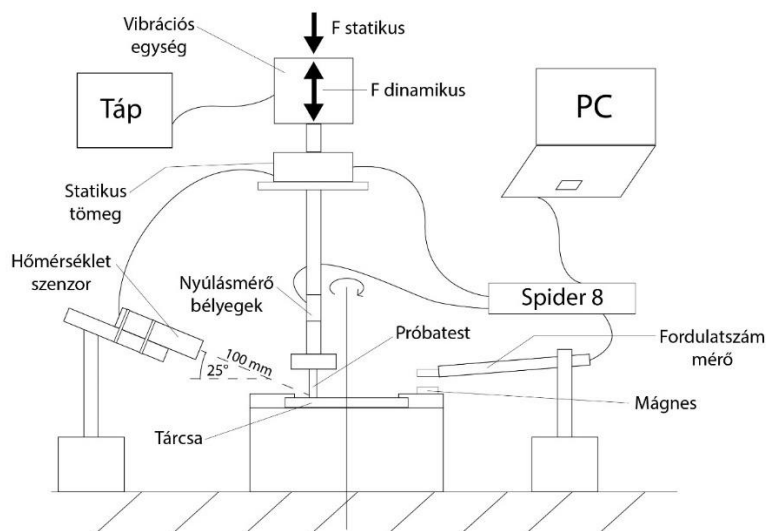 Vibrációs
egység
F statikus
F dinamikus
Táp
PC
Statikus
tömeg
Hőmérséklet
szenzor
Nyúlásmérő
bélyegek
Spider 8
Próbatest
Fordulatszám
mérő
100 mm
25°
Mágnes
Tárcsa